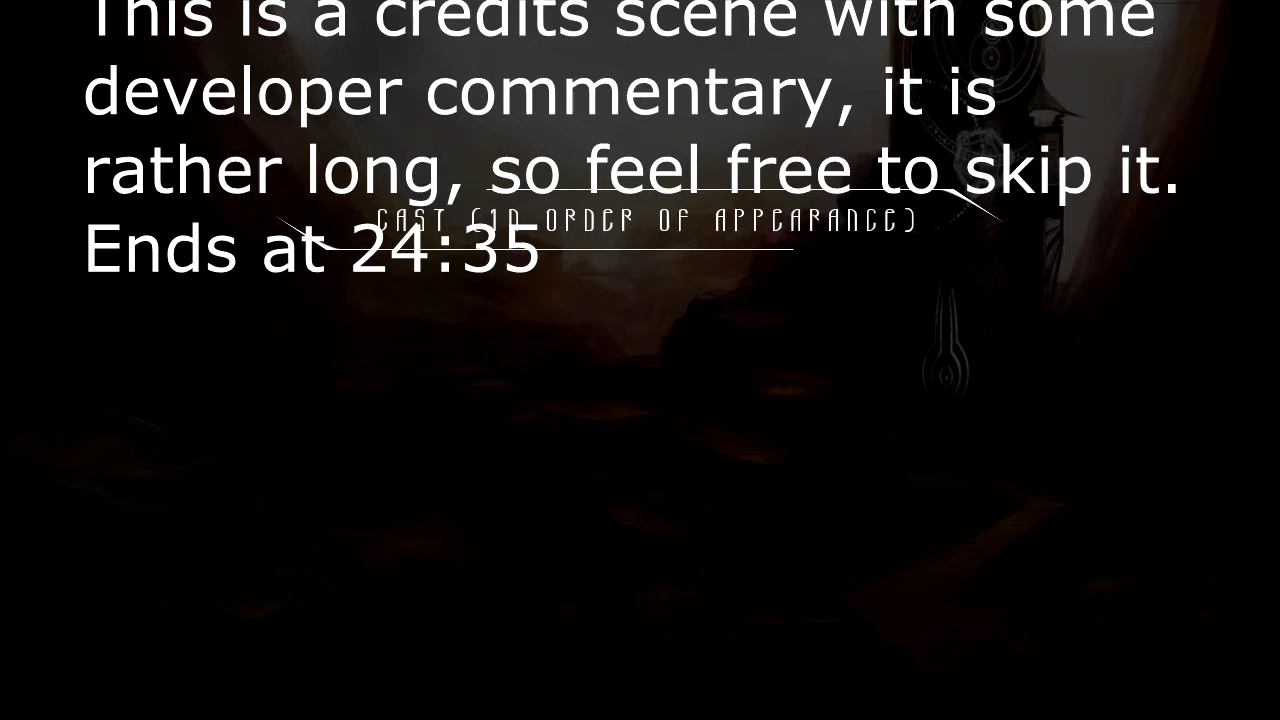 This is a credits scene with some
developer commentary, it is
rather long, so feel free to skip it.
CAST (IN ORDER OF APPEARANCE)
Ends at 24:35